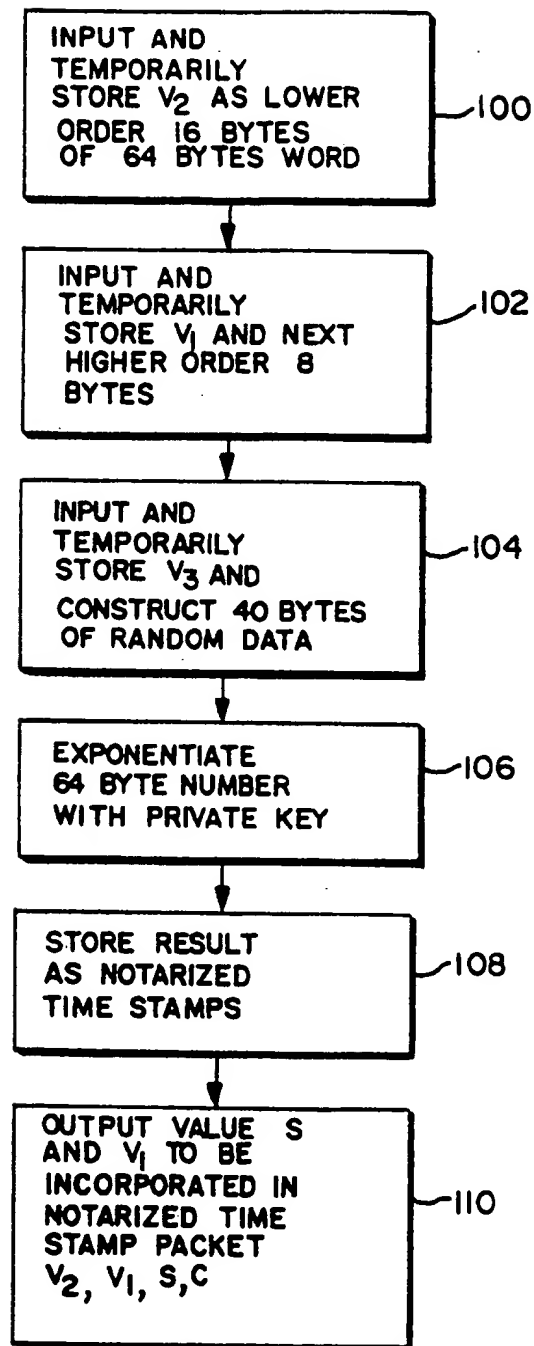 INPUT AND
TEMPORARILY
STORE V2 AS LOWER
ORDER 16 BYTES
OF 64 BYTES WORD
100
INPUT AND
TEMPORARILY
STORE V1 AND NEXT
HIGHER ORDER 8
BYTES
102
INPUT AND
TEMPORARILY
STORE V3 AND
CONSTRUCT 40 BYTES
OF RANDOM DATA
104
EXPONENTIATE
64 BYTE NUMBER
WITH PRIVATE KEY
106
STORE RESULT
AS NOTARIZED
TIME STAMPS
108
OUTPUT VALUE S
AND V1 TO BE
INCORPORATED IN
NOTARIZED TIME
STAMP PACKET
V2, V1, S,C
110